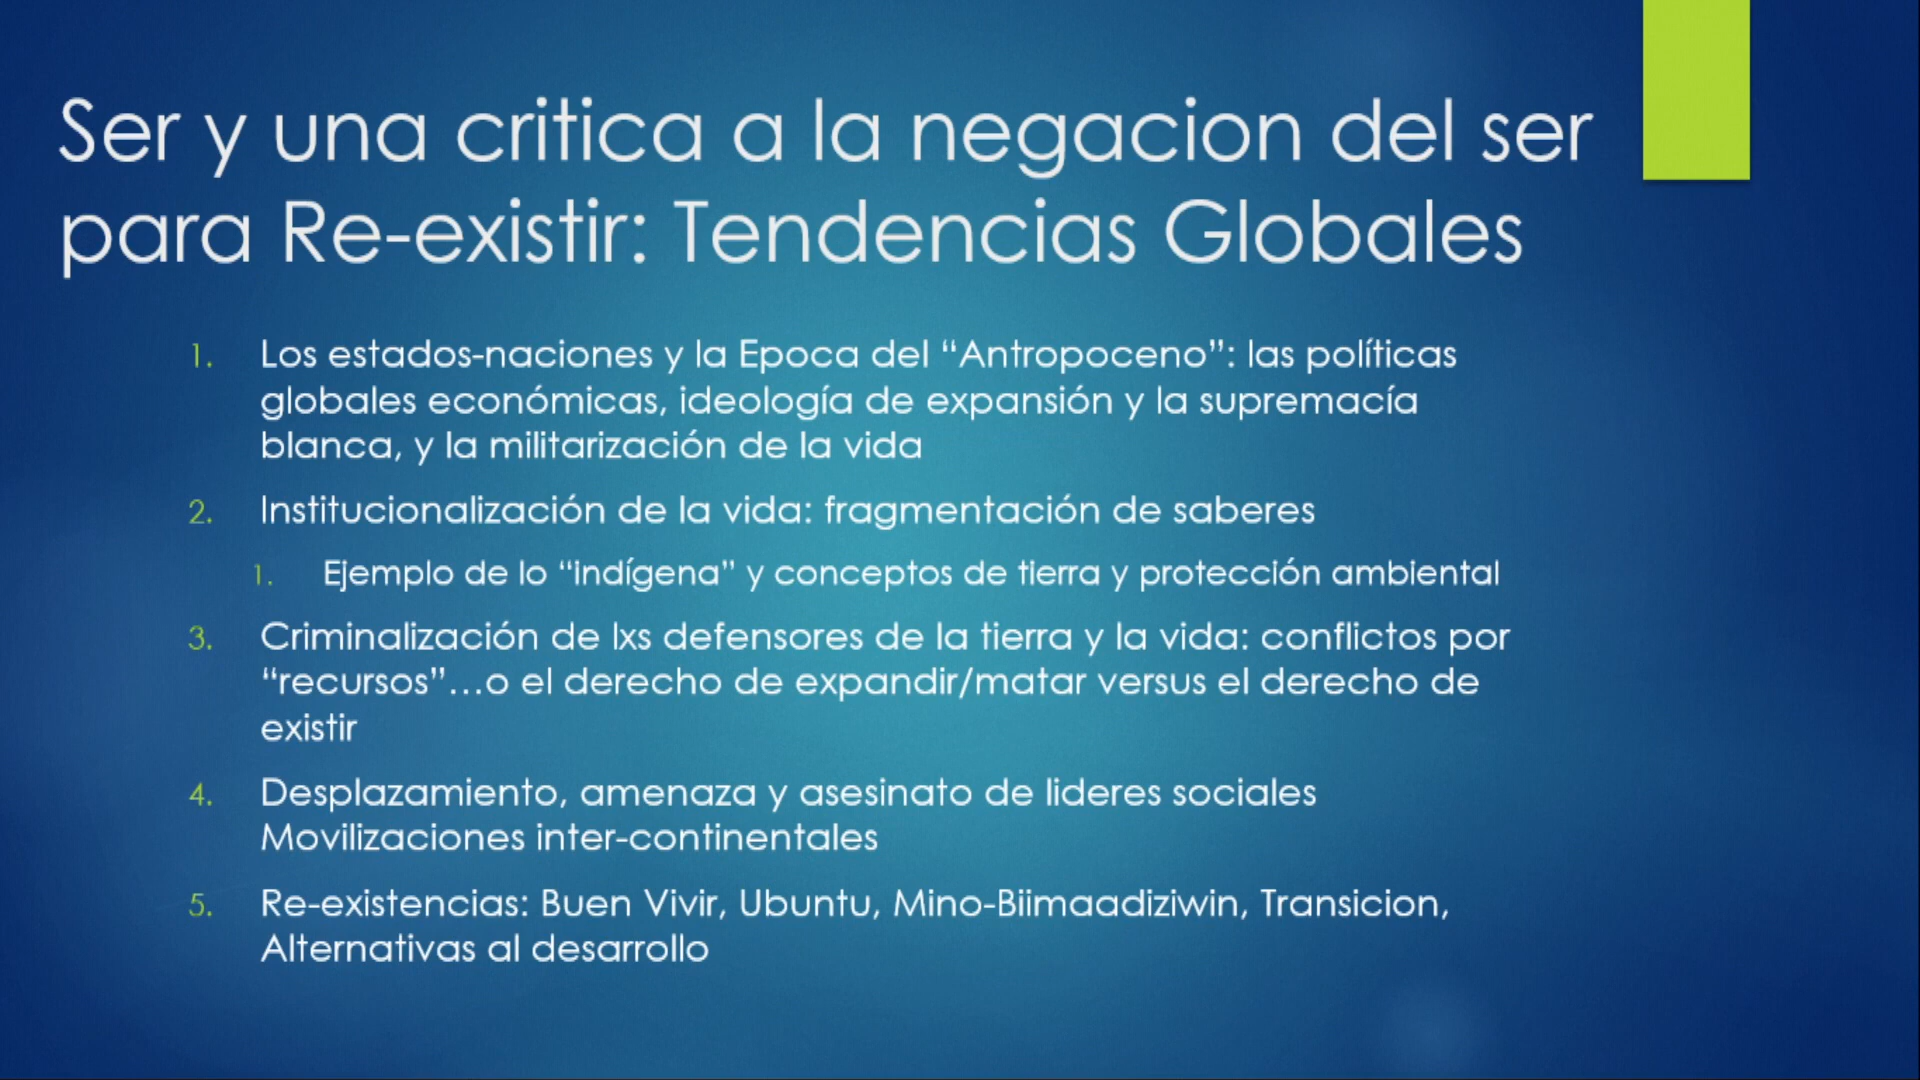 Ser y una critica a la negacion del ser
para Re-existir: Tendencias Globales
1. Los estados-naciones y la Epoca del “Antropoceno”: las políticas
globales económicas, ideología de expansión y la supremacía
blanca, y la militarización de la vida
2. Institucionalización de la vida: fragmentación de saberes
1. Ejemplo de lo “indígena” y conceptos de tierra y protección ambiental
3. Criminalización de lxs defensores de la tierra y la vida: conflictos por
“recursos”…o el derecho de expandir/matar versus el derecho de
existir
4. Desplazamiento, amenaza y asesinato de lideres sociales
Movilizaciones inter-continentales
5. Re-existencias: Buen Vivir, Ubuntu, Mino-Biimaadiziwin, Transicion,
Alternativas al desarrollo